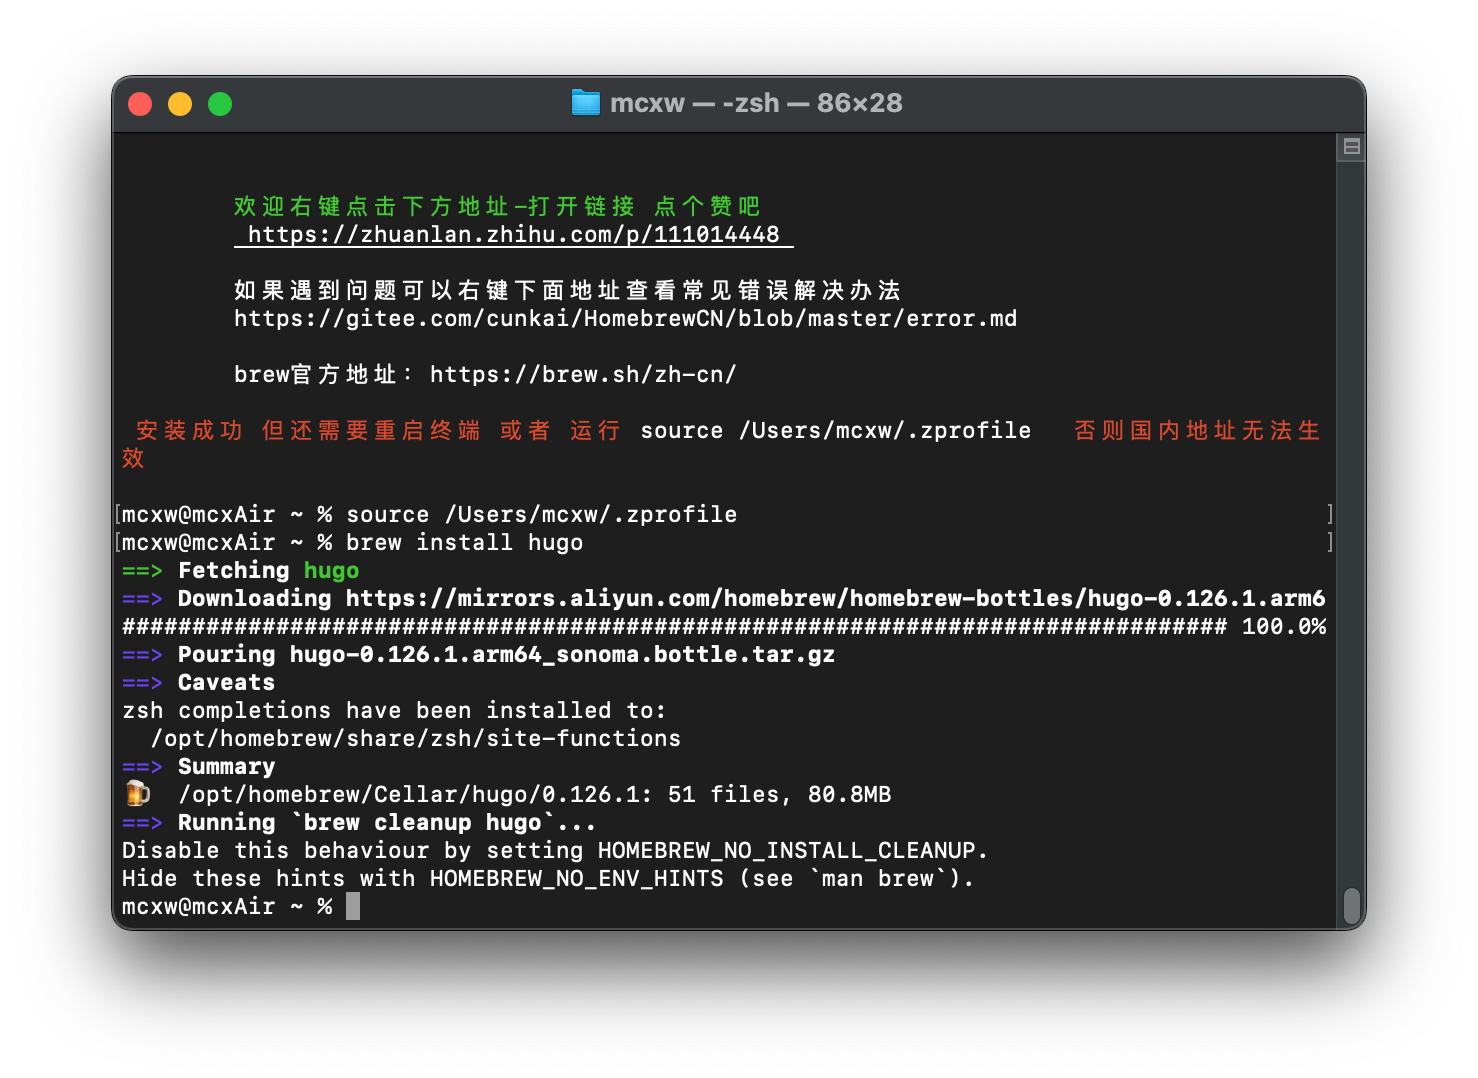 mcxw — -zsh — 86×28
欢迎右键点击下方地址-打开链接 点个赞吧
https://zhuanlan.zhihu.com/p/111014448
如果遇到问题可以右键下面地址查看常见错误解决办法
https://gitee.com/cunkai/HomebrewCN/blob/master/error.md
brew官方地址：https://brew.sh/zh-cn/
安装成功 但还需要重启终端 或者 运行 source /Users/mcxw/.zprofile 否则国内地址无法生
效
[mcxw@mcxAir ~ % source /Users/mcxw/.zprofile ]
[mcxw@mcxAir ~ % brew install hugo ]
==> Fetching hugo
==> Downloading https://mirrors.aliyun.com/homebrew/homebrew-bottles/hugo-0.126.1.arm6
############################################################################### 100.0%
==> Pouring hugo-0.126.1.arm64_sonoma.bottle.tar.gz
==> Caveats
zsh completions have been installed to:
/opt/homebrew/share/zsh/site-functions
==> Summary
🍺 /opt/homebrew/Cellar/hugo/0.126.1: 51 files, 80.8MB
==> Running `brew cleanup hugo`...
Disable this behaviour by setting HOMEBREW_NO_INSTALL_CLEANUP.
Hide these hints with HOMEBREW_NO_ENV_HINTS (see `man brew`).
mcxw@mcxAir ~ %